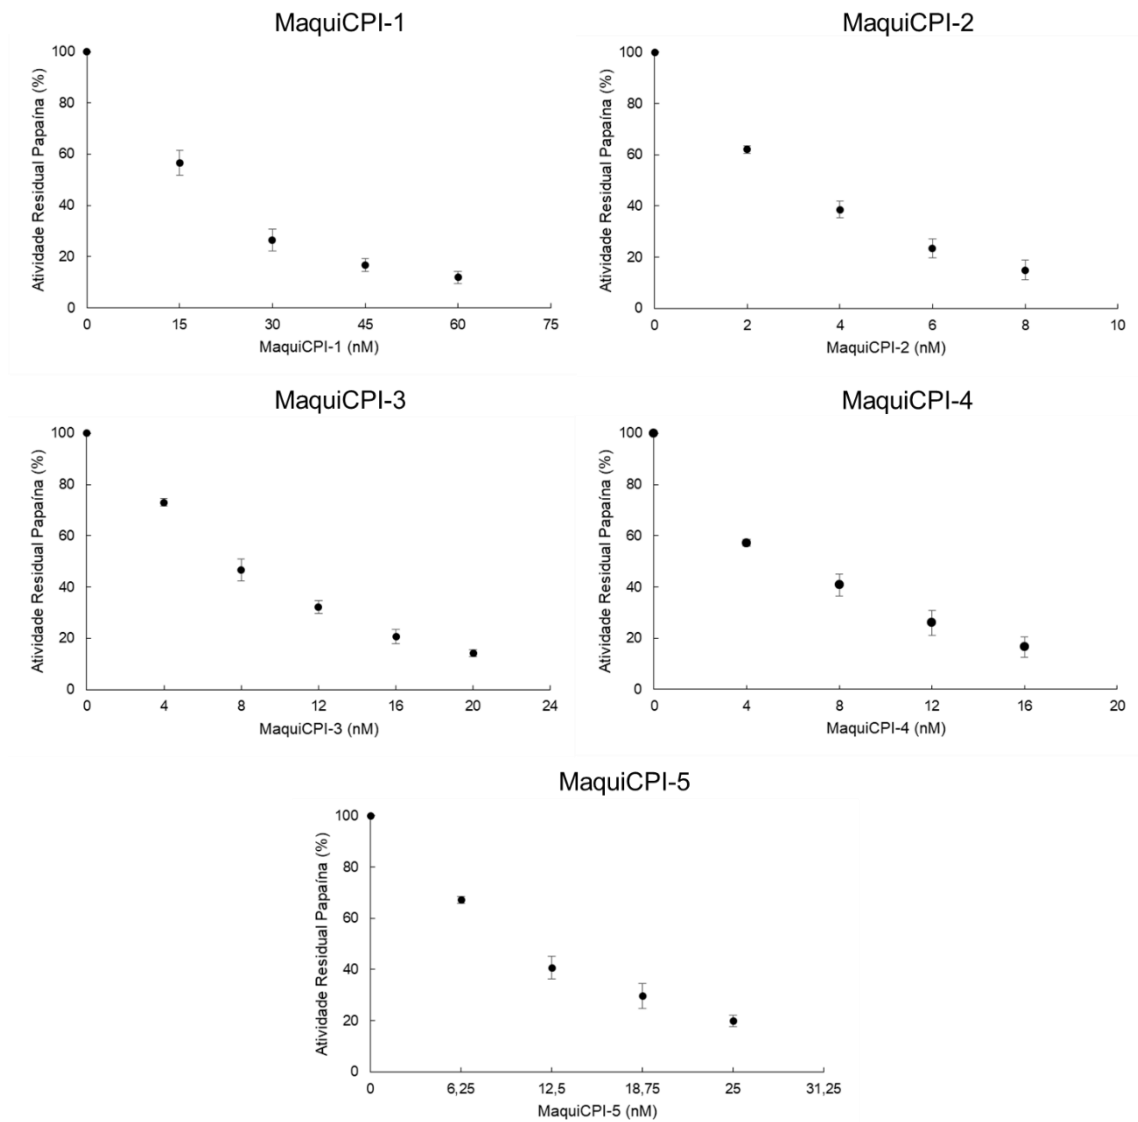 MaquiCPI-1
Atividade Residual Papaína (%)
100
80
60
40
20
0
0 15 30 45 60 75
MaquiCPI-1 (nM)
MaquiCPI-2
Atividade Residual Papaína (%)
100
80
60
40
20
0
0 2 4 6 8 10
MaquiCPI-2 (nM)
MaquiCPI-3
Atividade Residual Papaína (%)
100
80
60
40
20
0
0 4 8 12 16 20 24
MaquiCPI-3 (nM)
MaquiCPI-4
Atividade Residual Papaína (%)
100
80
60
40
20
0
0 4 8 12 16 20
MaquiCPI-4 (nM)
MaquiCPI-5
Atividade Residual Papaína (%)
100
80
60
40
20
0
0 6,25 12,5 18,75 25 31,25
MaquiCPI-5 (nM)